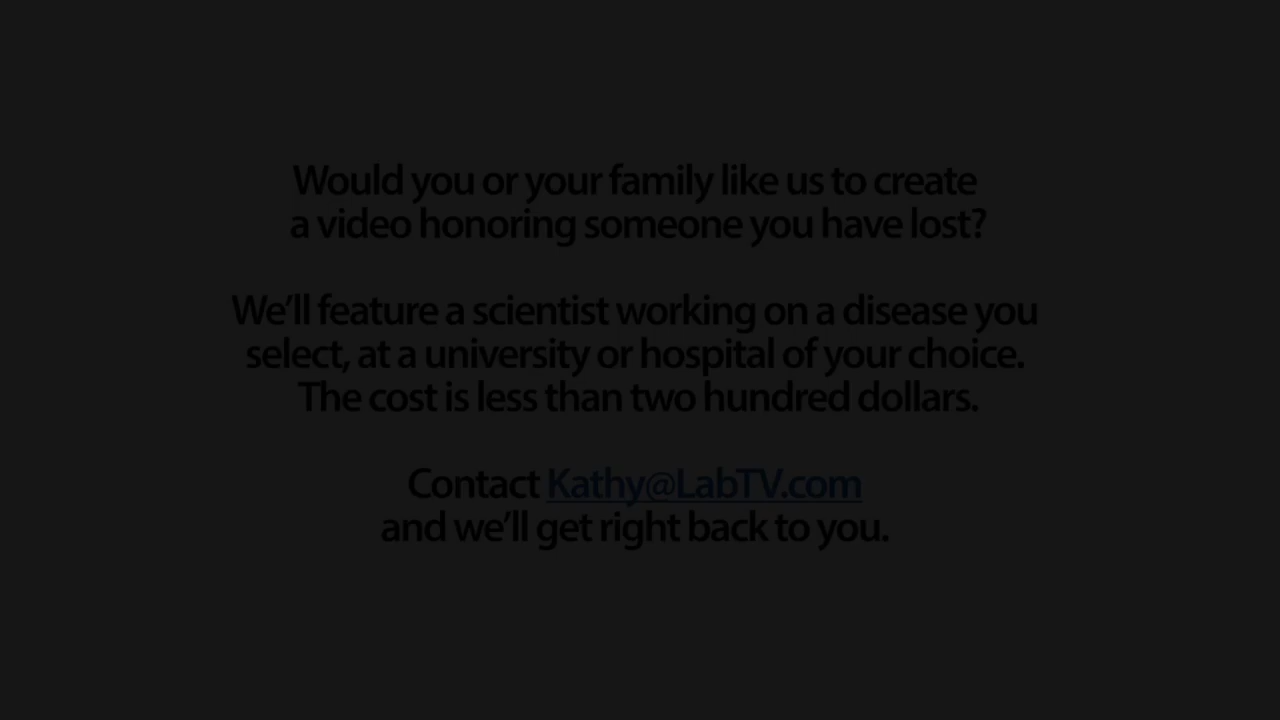 Would you or your family like us to create
a video honoring someone you have lost?
We’ll feature a scientist working on a disease you
select, at a university or hospital of your choice.
The cost is less than two hundred dollars.
Contact Kathy@LabTV.com
and we’ll get right back to you.